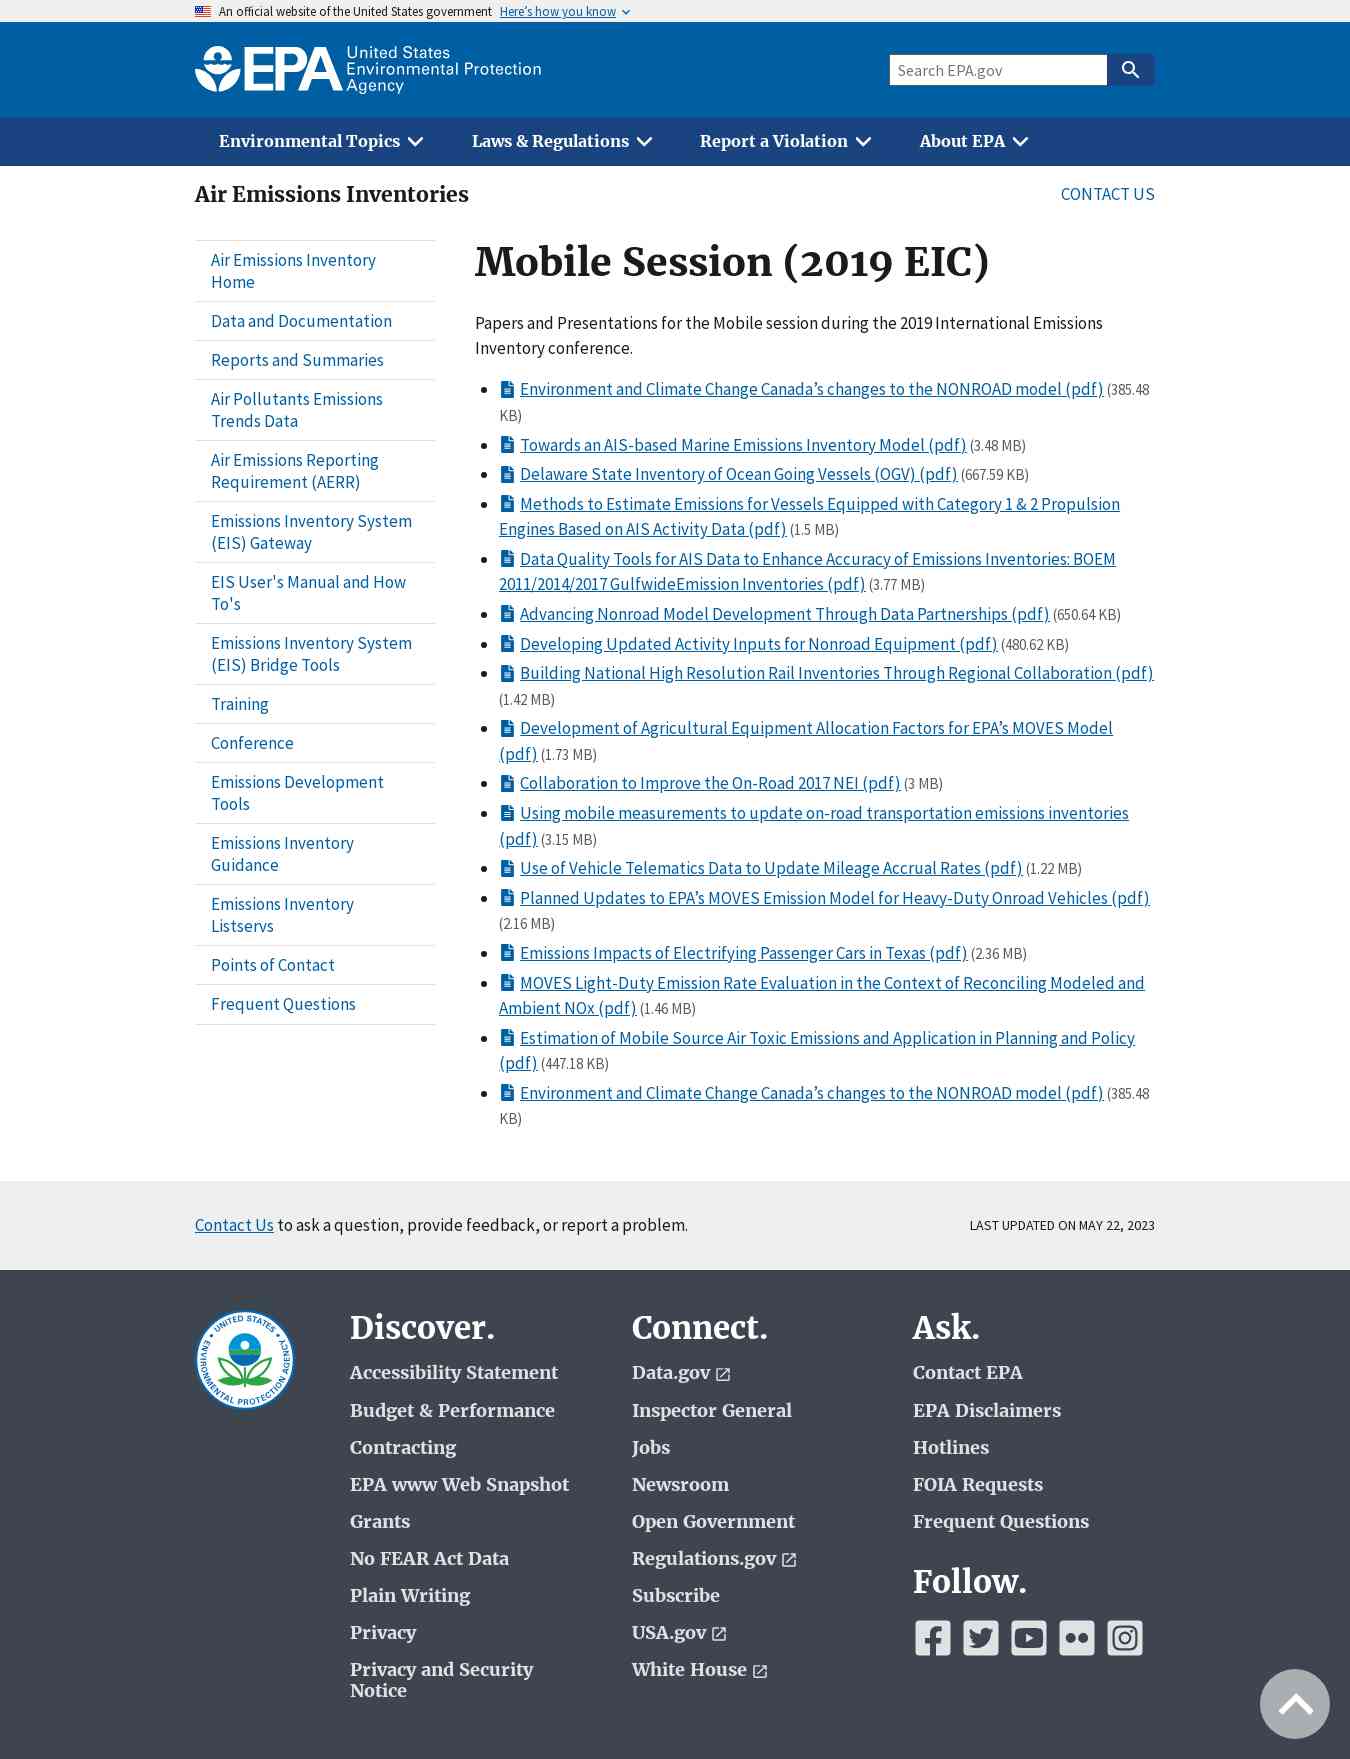 An official website of the United States government Here's how you know
EPA United States
Environmental Protection
Agency
Search EPA.gov
Environmental Topics Laws & Regulations Report a Violation About EPA
Air Emissions Inventories
CONTACT US
Air Emissions Inventory
Home
Data and Documentation
Reports and Summaries
Air Pollutants Emissions
Trends Data
Air Emissions Reporting
Requirement (AERR)
Emissions Inventory System
(EIS) Gateway
EIS User's Manual and How
To's
Emissions Inventory System
(EIS) Bridge Tools
Training
Conference
Emissions Development
Tools
Emissions Inventory
Guidance
Emissions Inventory
Listservs
Points of Contact
Frequent Questions
Mobile Session (2019 EIC)
Papers and Presentations for the Mobile session during the 2019 International Emissions
Inventory conference.
Environment and Climate Change Canada’s changes to the NONROAD model (pdf) (385.48
KB)
Towards an AIS-based Marine Emissions Inventory Model (pdf) (3.48 MB)
Delaware State Inventory of Ocean Going Vessels (OGV) (pdf) (667.59 KB)
Methods to Estimate Emissions for Vessels Equipped with Category 1 & 2 Propulsion
Engines Based on AIS Activity Data (pdf) (1.5 MB)
Data Quality Tools for AIS Data to Enhance Accuracy of Emissions Inventories: BOEM
2011/2014/2017 GulfwideEmission Inventories (pdf) (3.77 MB)
Advancing Nonroad Model Development Through Data Partnerships (pdf) (650.64 KB)
Developing Updated Activity Inputs for Nonroad Equipment (pdf) (480.62 KB)
Building National High Resolution Rail Inventories Through Regional Collaboration (pdf)
(1.42 MB)
Development of Agricultural Equipment Allocation Factors for EPA’s MOVES Model
(pdf) (1.73 MB)
Collaboration to Improve the On-Road 2017 NEI (pdf) (3 MB)
Using mobile measurements to update on-road transportation emissions inventories
(pdf) (3.15 MB)
Use of Vehicle Telematics Data to Update Mileage Accrual Rates (pdf) (1.22 MB)
Planned Updates to EPA’s MOVES Emission Model for Heavy-Duty Onroad Vehicles (pdf)
(2.16 MB)
Emissions Impacts of Electrifying Passenger Cars in Texas (pdf) (2.36 MB)
MOVES Light-Duty Emission Rate Evaluation in the Context of Reconciling Modeled and
Ambient NOx (pdf) (1.46 MB)
Estimation of Mobile Source Air Toxic Emissions and Application in Planning and Policy
(pdf) (447.18 KB)
Environment and Climate Change Canada’s changes to the NONROAD model (pdf) (385.48
KB)
Contact Us to ask a question, provide feedback, or report a problem.
LAST UPDATED ON MAY 22, 2023
UNITED STATES
ENVIRONMENTAL PROTECTION AGENCY
Discover.
Accessibility Statement
Budget & Performance
Contracting
EPA www Web Snapshot
Grants
No FEAR Act Data
Plain Writing
Privacy
Privacy and Security
Notice
Connect.
Data.gov
Inspector General
Jobs
Newsroom
Open Government
Regulations.gov
Subscribe
USA.gov
White House
Ask.
Contact EPA
EPA Disclaimers
Hotlines
FOIA Requests
Frequent Questions
Follow.